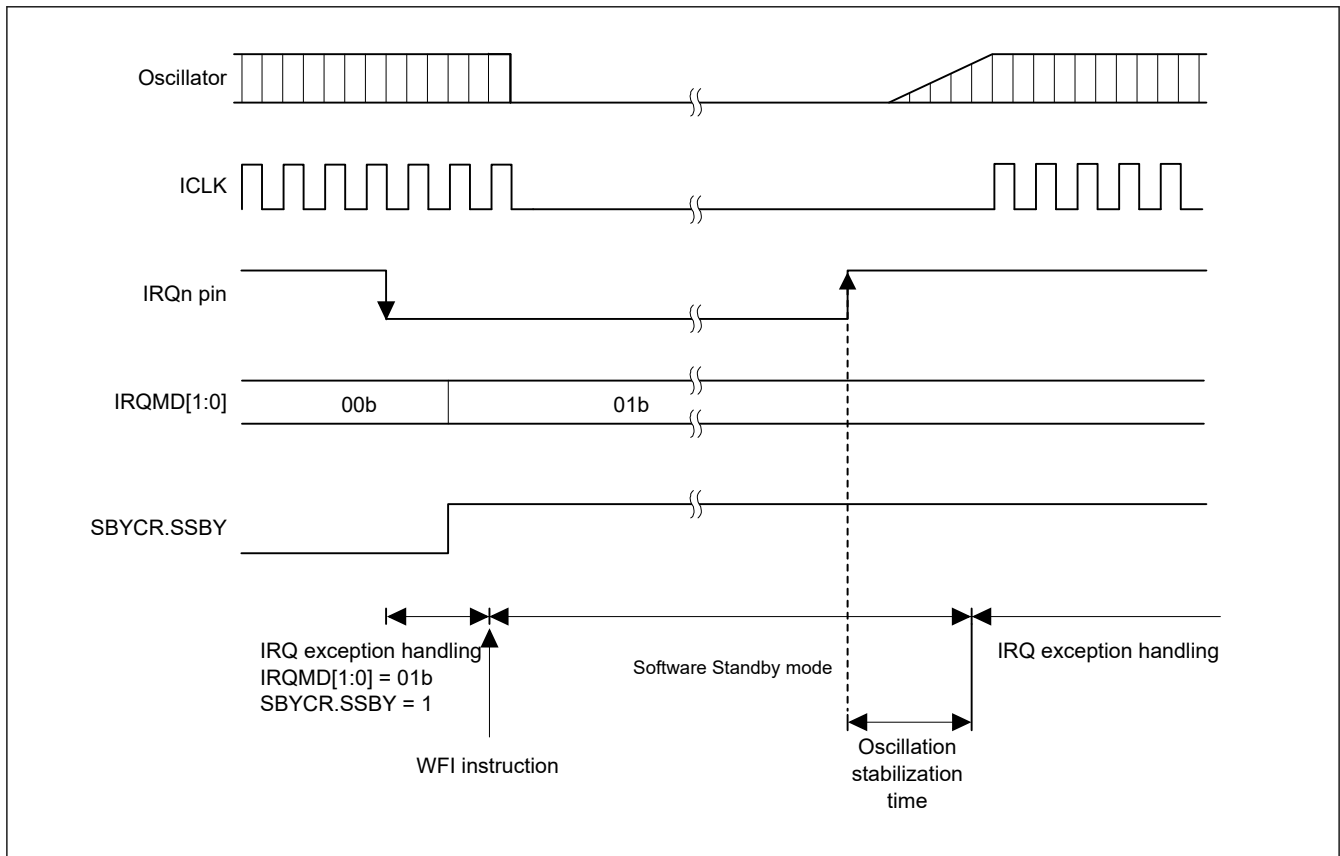 Oscillator
ICLK
IRQn pin
IRQMD[1:0]
00b
01b
SBYCR.SSBY
IRQ exception handling
IRQMD[1:0] = 01b
SBYCR.SSBY = 1
WFI instruction
Software Standby mode
Oscillation
stabilization
time
IRQ exception handling